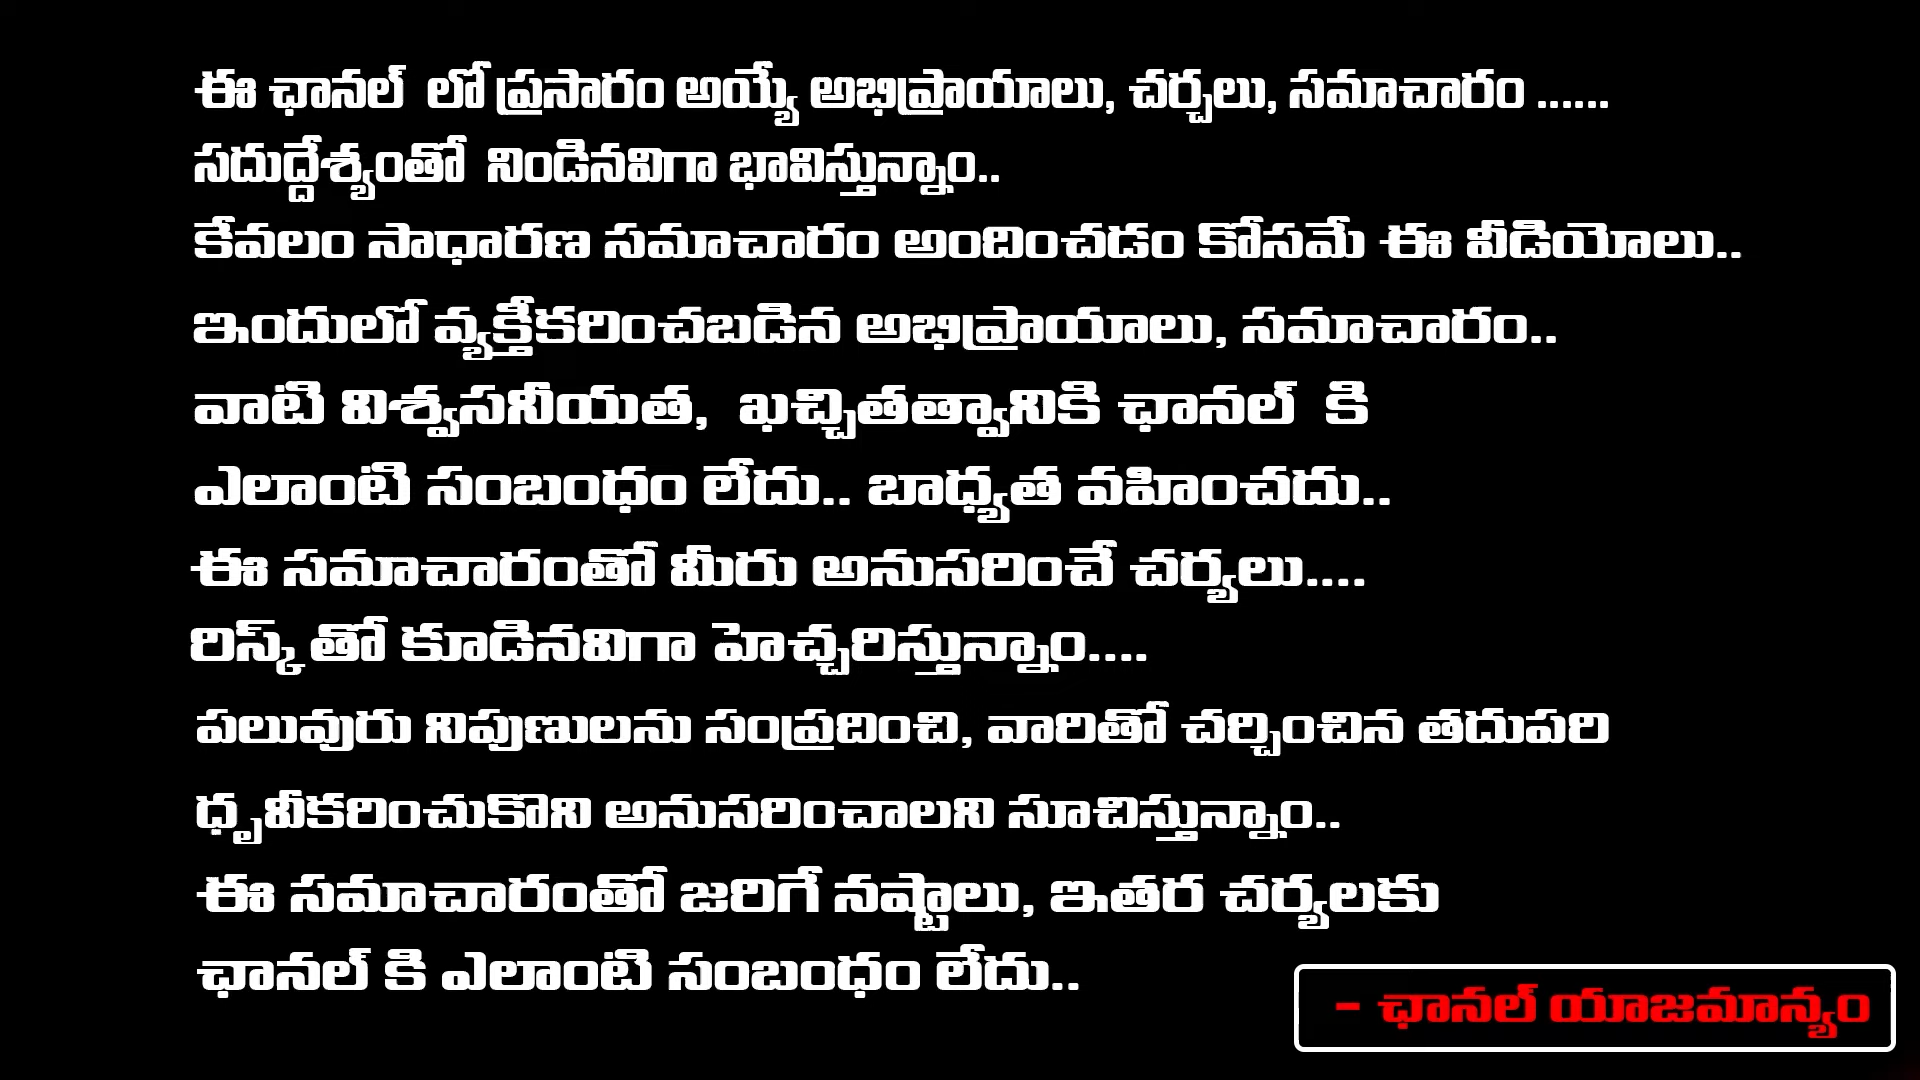 ఈ ఛానల్ లో ప్రసారం అయ్యే అభిప్రాయాలు, చర్చలు, సమాచారం ......
సదుద్దేశ్యంతో నిండినవిగా భావిస్తున్నాం..
కేవలం సాధారణ సమాచారం అందించడం కోసమే ఈ వీడియోలు..
ఇందులో వ్యక్తీకరించబడిన అభిప్రాయాలు, సమాచారం..
వాటి విశ్వసనీయత, ఖచ్చితత్వానికి ఛానల్ కి
ఎలాంటి సంబంధం లేదు.. బాధ్యత వహించదు..
ఈ సమాచారంతో మీరు అనుసరించే చర్యలు....
రిస్క్ తో కూడినవిగా హెచ్చరిస్తున్నాం....
పలువురు నిపుణులను సంప్రదించి, వారితో చర్చించిన తదుపరి
ధృవీకరించుకొని అనుసరించాలని సూచిస్తున్నాం..
ఈ సమాచారంతో జరిగే నష్టాలు, ఇతర చర్యలకు
ఛానల్ కి ఎలాంటి సంబంధం లేదు..
- ఛానల్ యాజమాన్యం